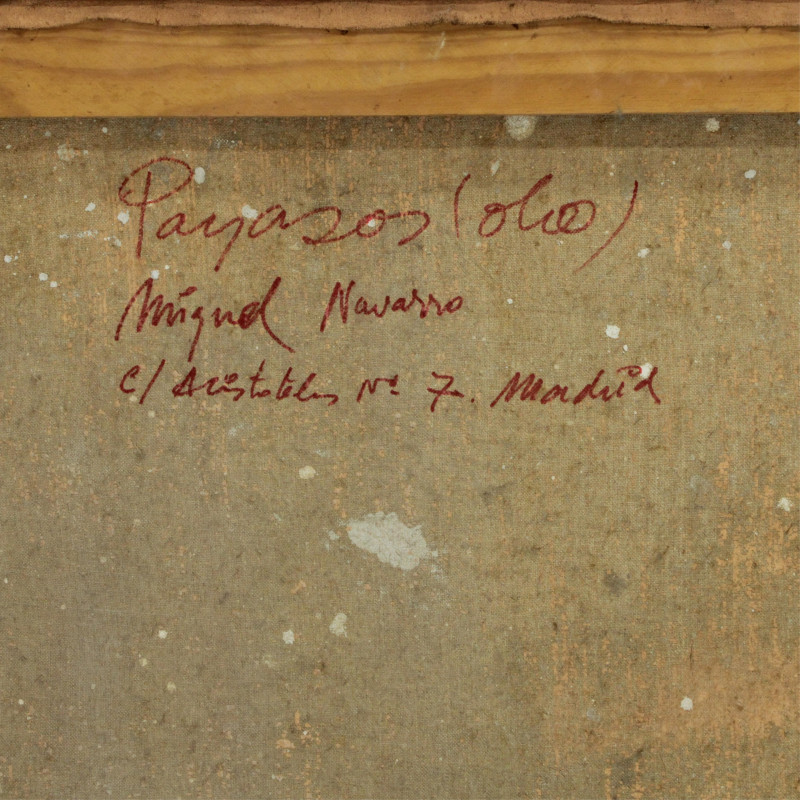 Payasos (oleo)
Miguel Navarro
C/ Aristoteles Nº 7. Madrid